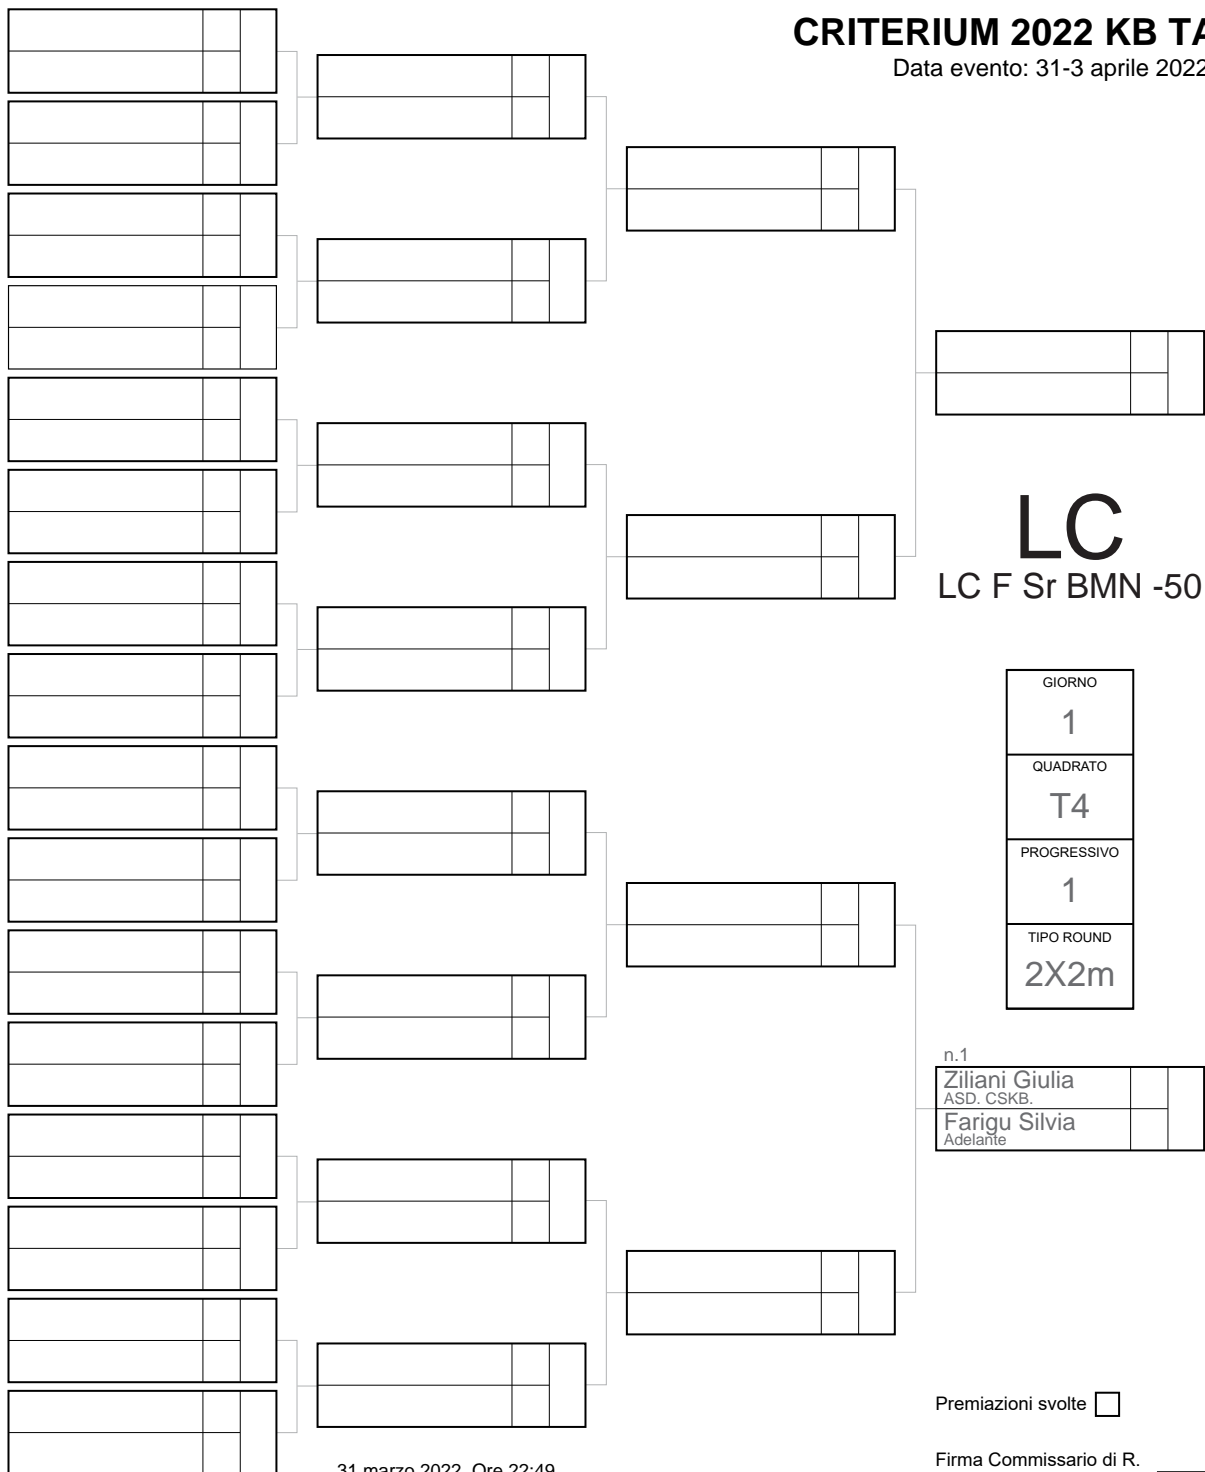 CRITERIUM 2022 KB TA
Data evento: 31-3 aprile 2022
LC
LC F Sr BMN -50
GIORNO
1
QUADRATO
T4
PROGRESSIVO
1
TIPO ROUND
2X2m
n.1
Ziliani Giulia
ASD. CSKB.
Farigu Silvia
Adelante
Premiazioni svolte
Firma Commissario di R.
31 marzo 2022 Ore 22:49